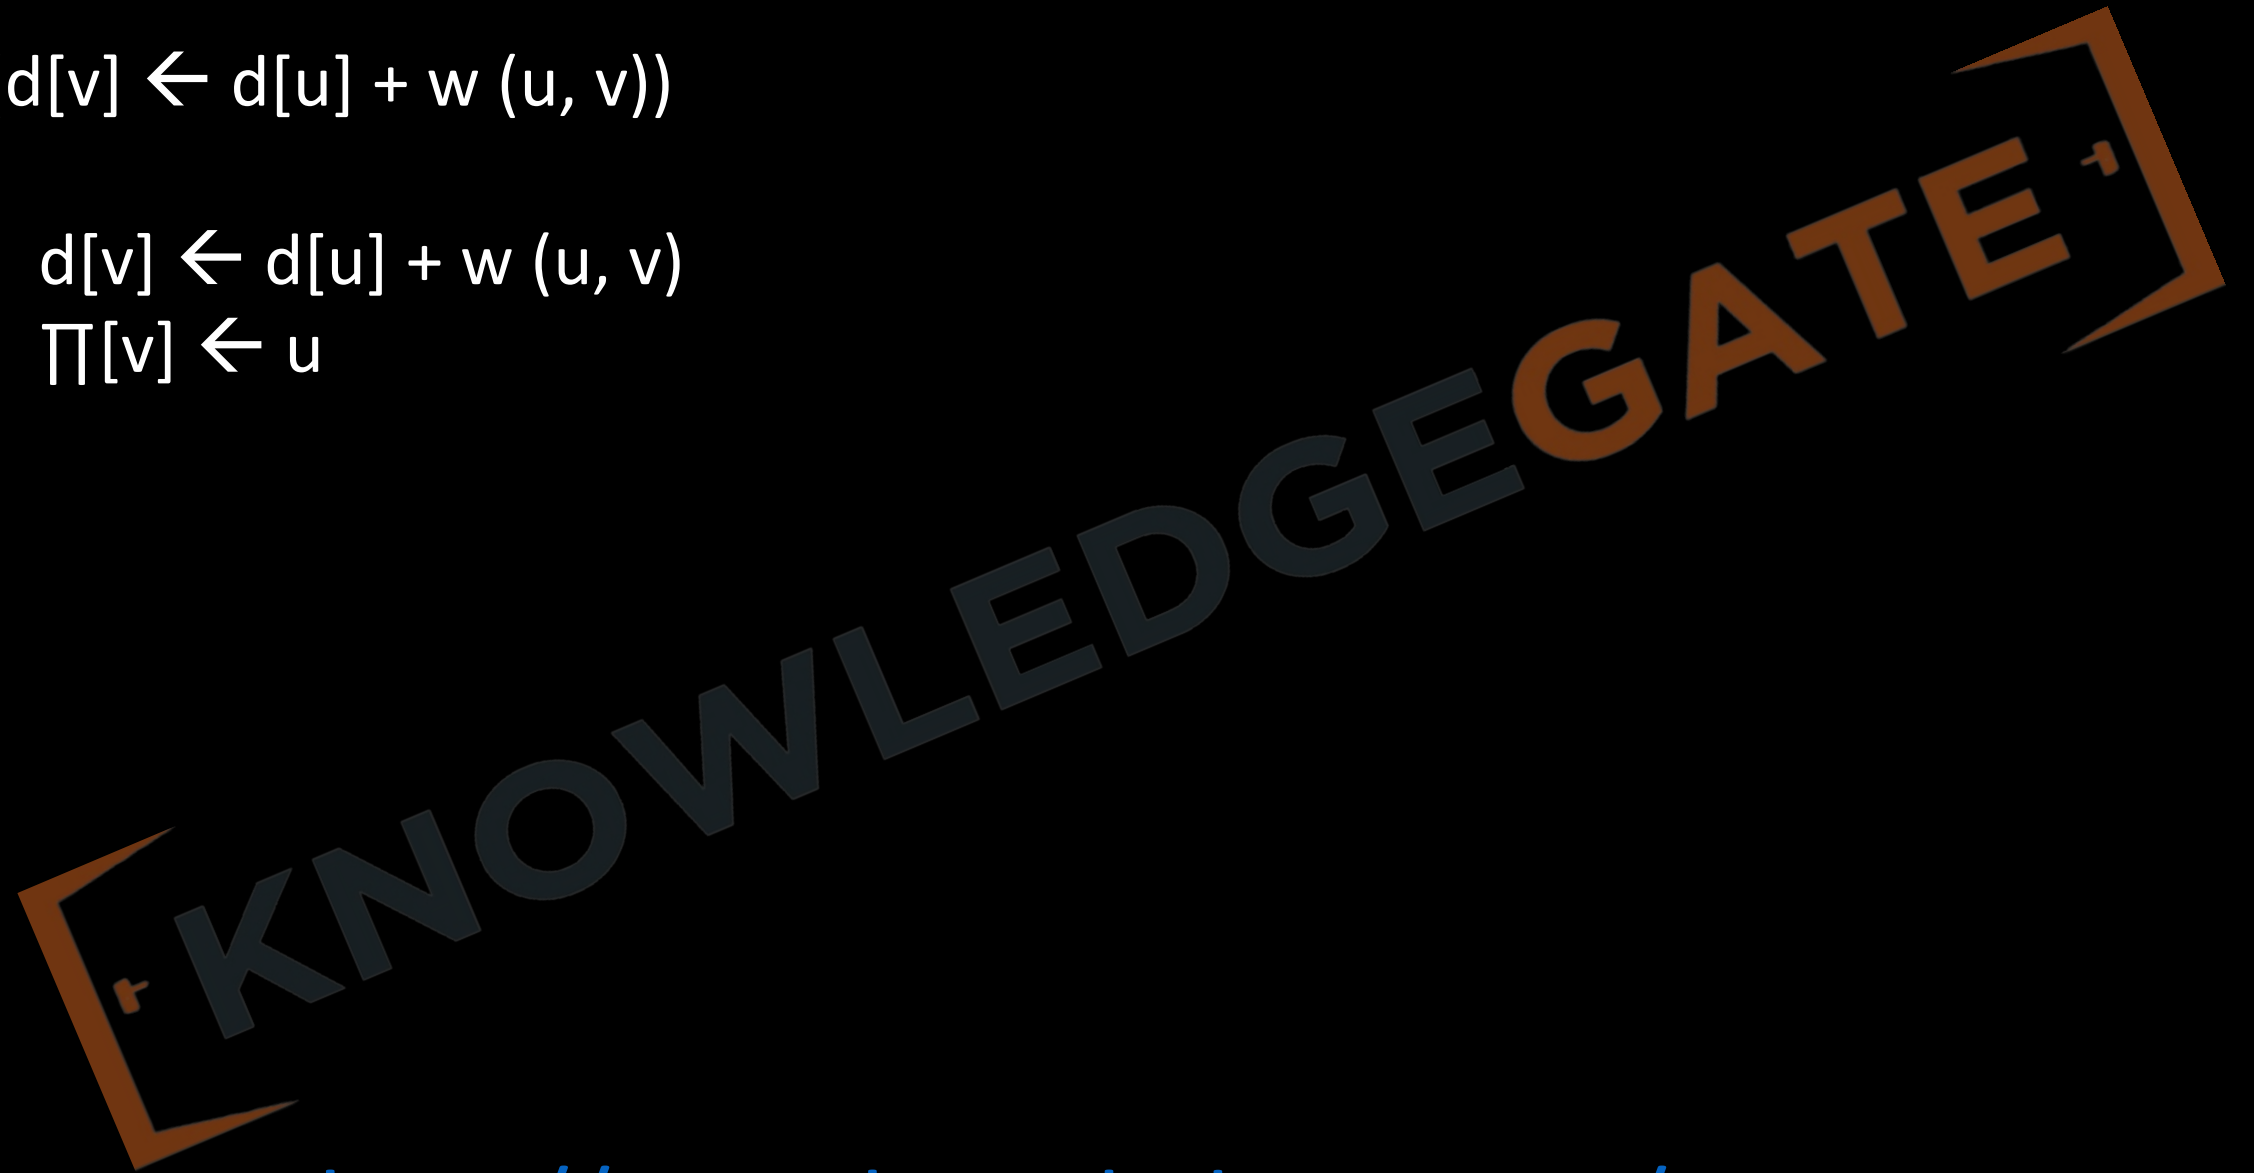 d[v] ← d[u] + w (u, v))
d[v] ← d[u] + w (u, v)
∏[v] ← u
KNOWLEDGEGATE